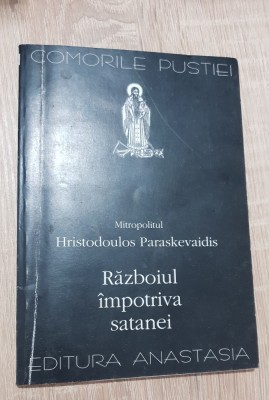 COMORILE PUSTIEI
Mitropolitul
Hristodoulos Paraskevaidis
Războiul
împotriva
satanei
EDITURA ANASTASIA